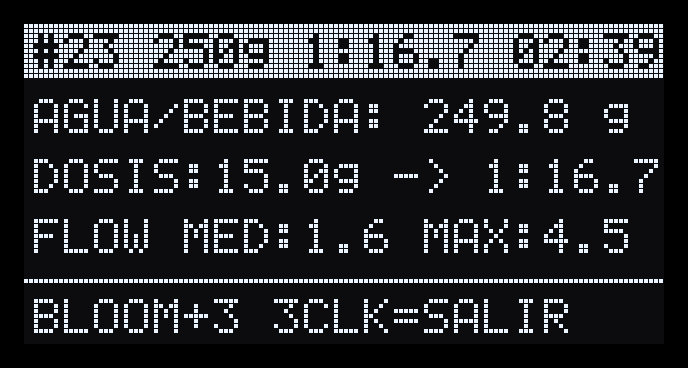 #23 250g 1:16.7 02:39
AGUA/BEBIDA: 249.8 g
DOSIS:15.0g -> 1:16.7
FLOW MED:1.6 MAX:4.5
BLOOM+3 3CLK=SALIR